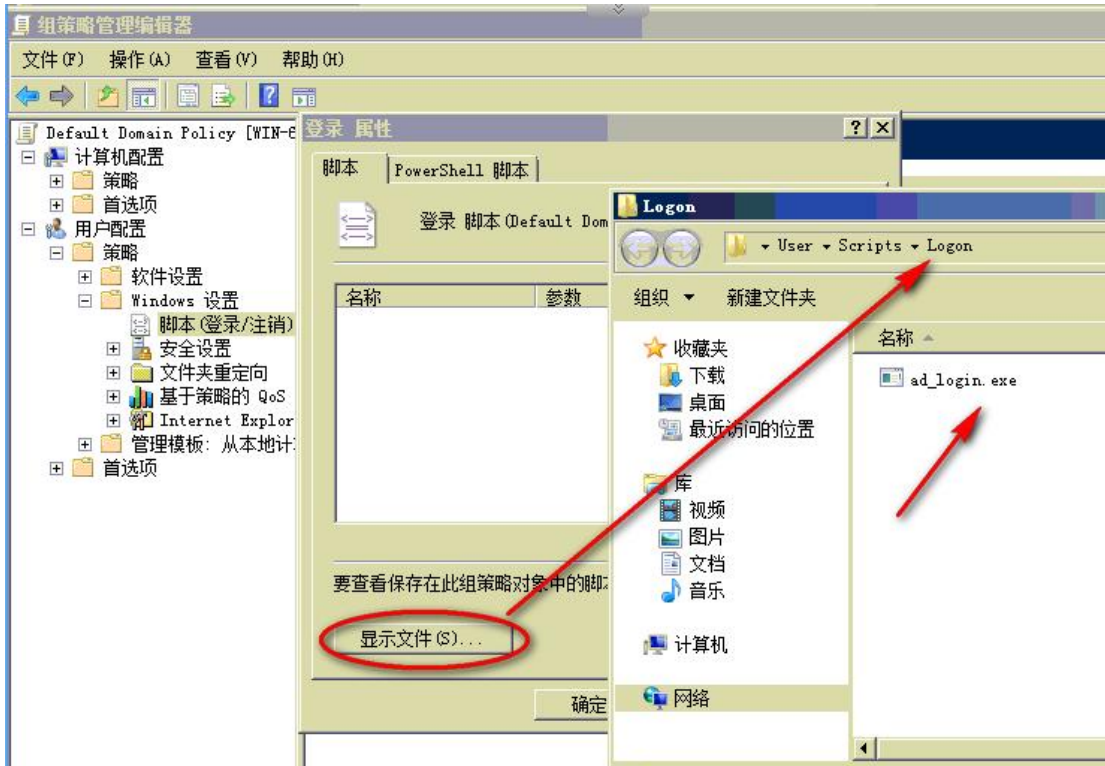 组策略管理编辑器
文件(F) 操作(A) 查看(V) 帮助(H)
Default Domain Policy [WIN-6
计算机配置
策略
首选项
用户配置
策略
软件设置
Windows 设置
脚本(登录/注销)
安全设置
文件夹重定向
基于策略的 QoS
Internet Explor
管理模板: 从本地计
首选项
登录 属性
脚本
PowerShell 脚本
登录 脚本(Default Dom
名称
参数
要查看保存在此组策略对象中的脚本
显示文件(S)...
确定
Logon
User Scripts Logon
组织 新建文件夹
收藏夹
下载
桌面
最近访问的位置
库
视频
图片
文档
音乐
计算机
网络
名称
ad_login.exe